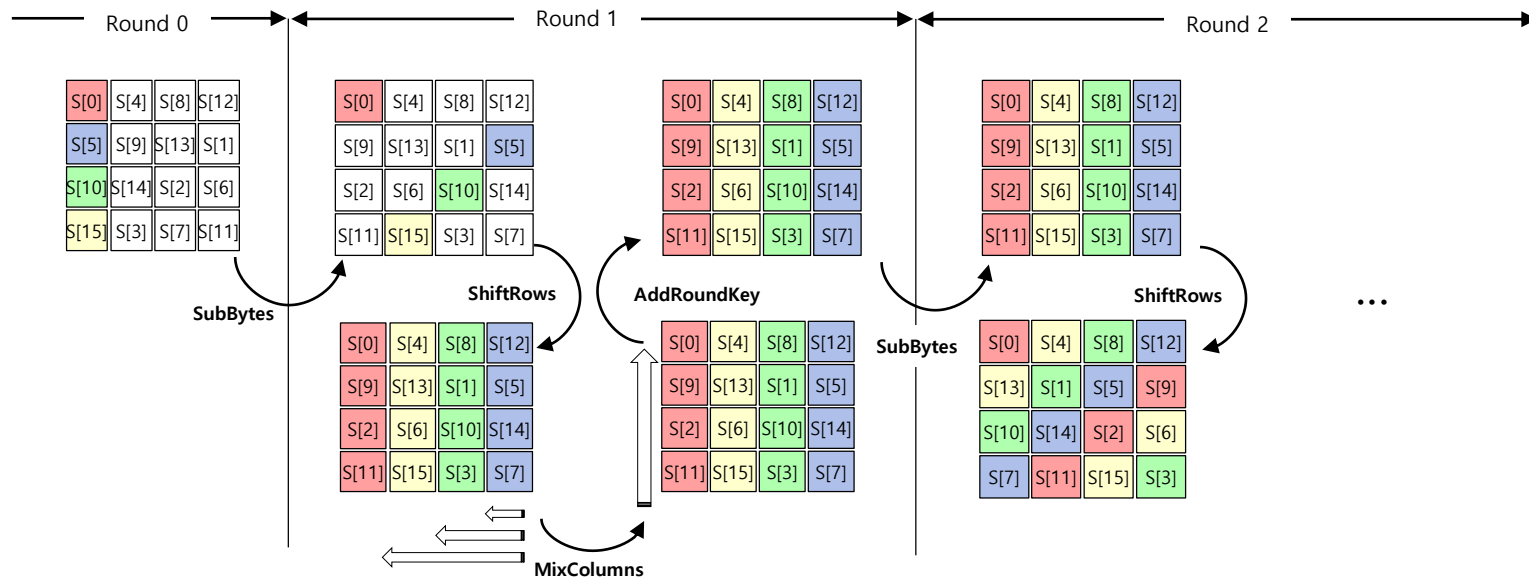 Round 0
Round 1
Round 2
S[0] S[4] S[8] S[12]
S[5] S[9] S[13] S[1]
S[10] S[14] S[2] S[6]
S[15] S[3] S[7] S[11]
SubBytes
S[0] S[4] S[8] S[12]
S[9] S[13] S[1] S[5]
S[2] S[6] S[10] S[14]
S[11] S[15] S[3] S[7]
ShiftRows
S[0] S[4] S[8] S[12]
S[9] S[13] S[1] S[5]
S[2] S[6] S[10] S[14]
S[11] S[15] S[3] S[7]
MixColumns
S[0] S[4] S[8] S[12]
S[9] S[13] S[1] S[5]
S[2] S[6] S[10] S[14]
S[11] S[15] S[3] S[7]
AddRoundKey
S[0] S[4] S[8] S[12]
S[9] S[13] S[1] S[5]
S[2] S[6] S[10] S[14]
S[11] S[15] S[3] S[7]
SubBytes
S[0] S[4] S[8] S[12]
S[9] S[13] S[1] S[5]
S[2] S[6] S[10] S[14]
S[11] S[15] S[3] S[7]
ShiftRows
S[0] S[4] S[8] S[12]
S[13] S[1] S[5] S[9]
S[10] S[14] S[2] S[6]
S[7] S[11] S[15] S[3]
...